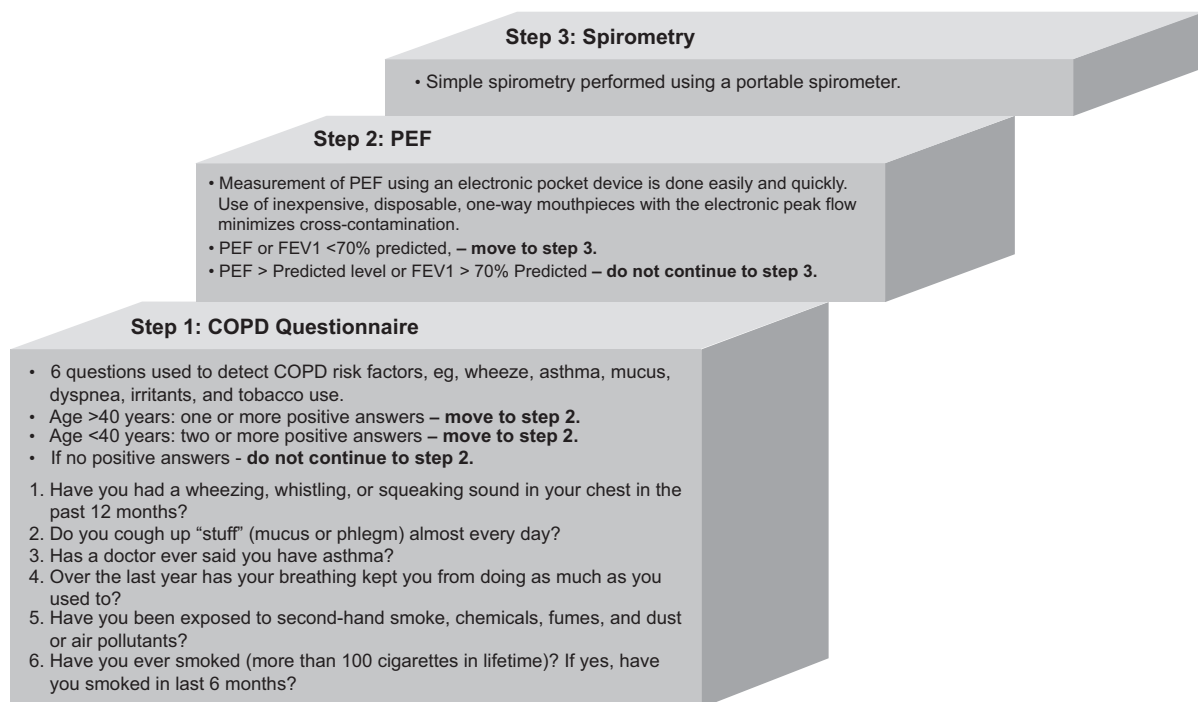 Step 3: Spirometry
• Simple spirometry performed using a portable spirometer.
Step 2: PEF
• Measurement of PEF using an electronic pocket device is done easily and quickly.
Use of inexpensive, disposable, one-way mouthpieces with the electronic peak flow
minimizes cross-contamination.
• PEF or FEV1 <70% predicted, – move to step 3.
• PEF > Predicted level or FEV1 > 70% Predicted – do not continue to step 3.
Step 1: COPD Questionnaire
• 6 questions used to detect COPD risk factors, eg, wheeze, asthma, mucus,
dyspnea, irritants, and tobacco use.
• Age >40 years: one or more positive answers – move to step 2.
• Age <40 years: two or more positive answers – move to step 2.
• If no positive answers - do not continue to step 2.
1. Have you had a wheezing, whistling, or squeaking sound in your chest in the
past 12 months?
2. Do you cough up “stuff” (mucus or phlegm) almost every day?
3. Has a doctor ever said you have asthma?
4. Over the last year has your breathing kept you from doing as much as you
used to?
5. Have you been exposed to second-hand smoke, chemicals, fumes, and dust
or air pollutants?
6. Have you ever smoked (more than 100 cigarettes in lifetime)? If yes, have
you smoked in last 6 months?